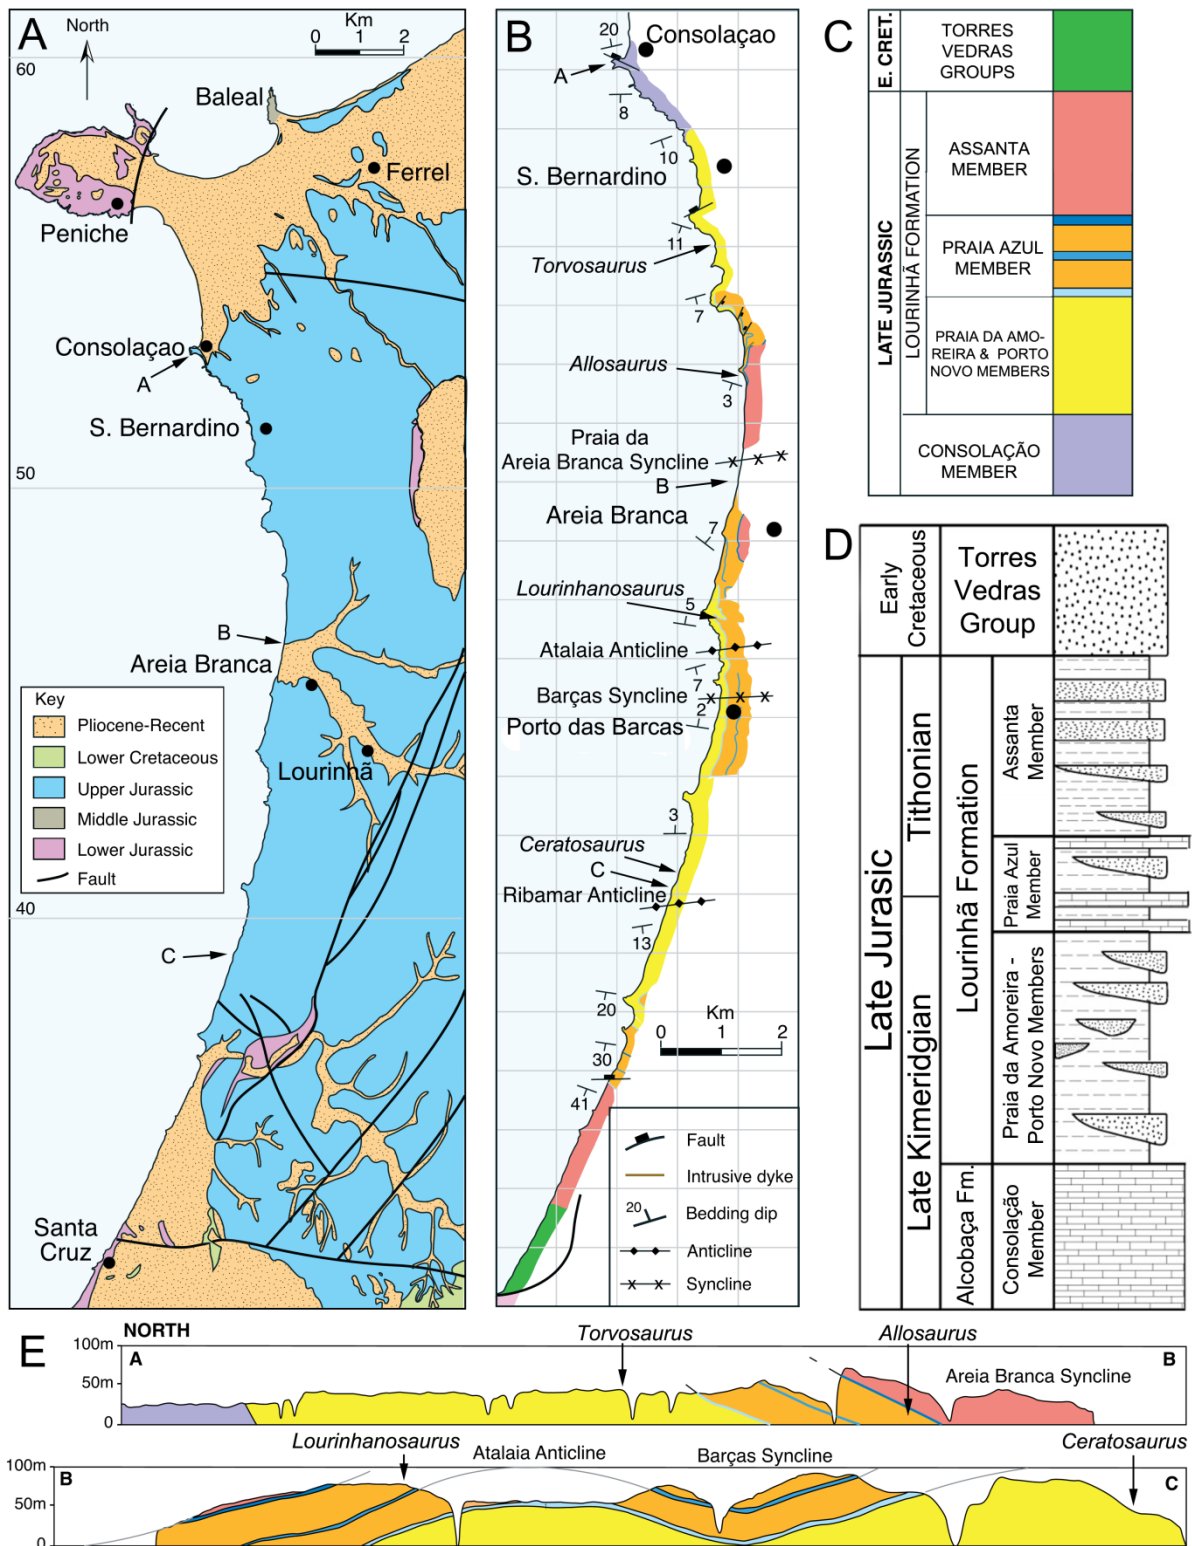 A
North
Km
0 1 2
60
Baleal
Ferrel
Peniche
Consolaçao
A
S. Bernardino
50
B
Areia Branca
Key
Pliocene-Recent
Lower Cretaceous
Upper Jurassic
Middle Jurassic
Lower Jurassic
Fault
Lourinhã
40
C
Santa
Cruz
B
20
Consolaçao
A
8
10
S. Bernardino
11
Torvosaurus
7
Allosaurus
3
Praia da
Areia Branca Syncline
B
Areia Branca
7
Lourinhanosaurus
5
Atalaia Anticline
7
Barças Syncline
2
Porto das Barcas
3
Ceratosaurus
C
Ribamar Anticline
13
20
Km
0 1 2
30
41
Fault
Intrusive dyke
20
Bedding dip
Anticline
Syncline
C
E. CRET.
TORRES
VEDRAS
GROUPS
LATE JURASSIC
LOURINHÃ FORMATION
ASSANTA
MEMBER
PRAIA AZUL
MEMBER
PRAIA DA AMO-
REIRA & PORTO
NOVO MEMBERS
CONSOLAÇÃO
MEMBER
D
Early
Cretaceous
Torres
Vedras
Group
Late Jurasic
Tithonian
Late Kimeridgian
Lourinhã Formation
Alcobaça Fm.
Assanta
Member
Praia Azul
Member
Praia da Amoreira -
Porto Novo Members
Consolação
Member
E
NORTH
100m
50m
0
A
Torvosaurus
Allosaurus
Areia Branca Syncline
B
100m
50m
0
B
Lourinhanosaurus
Atalaia Anticline
Barças Syncline
Ceratosaurus
C